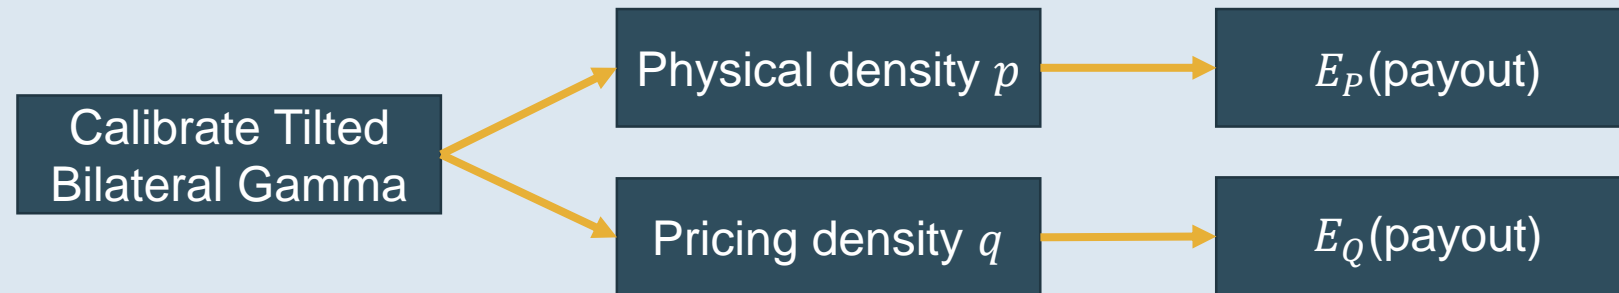 Calibrate Tilted
Bilateral Gamma
Physical density p
E_P(payout)
Pricing density q
E_Q(payout)